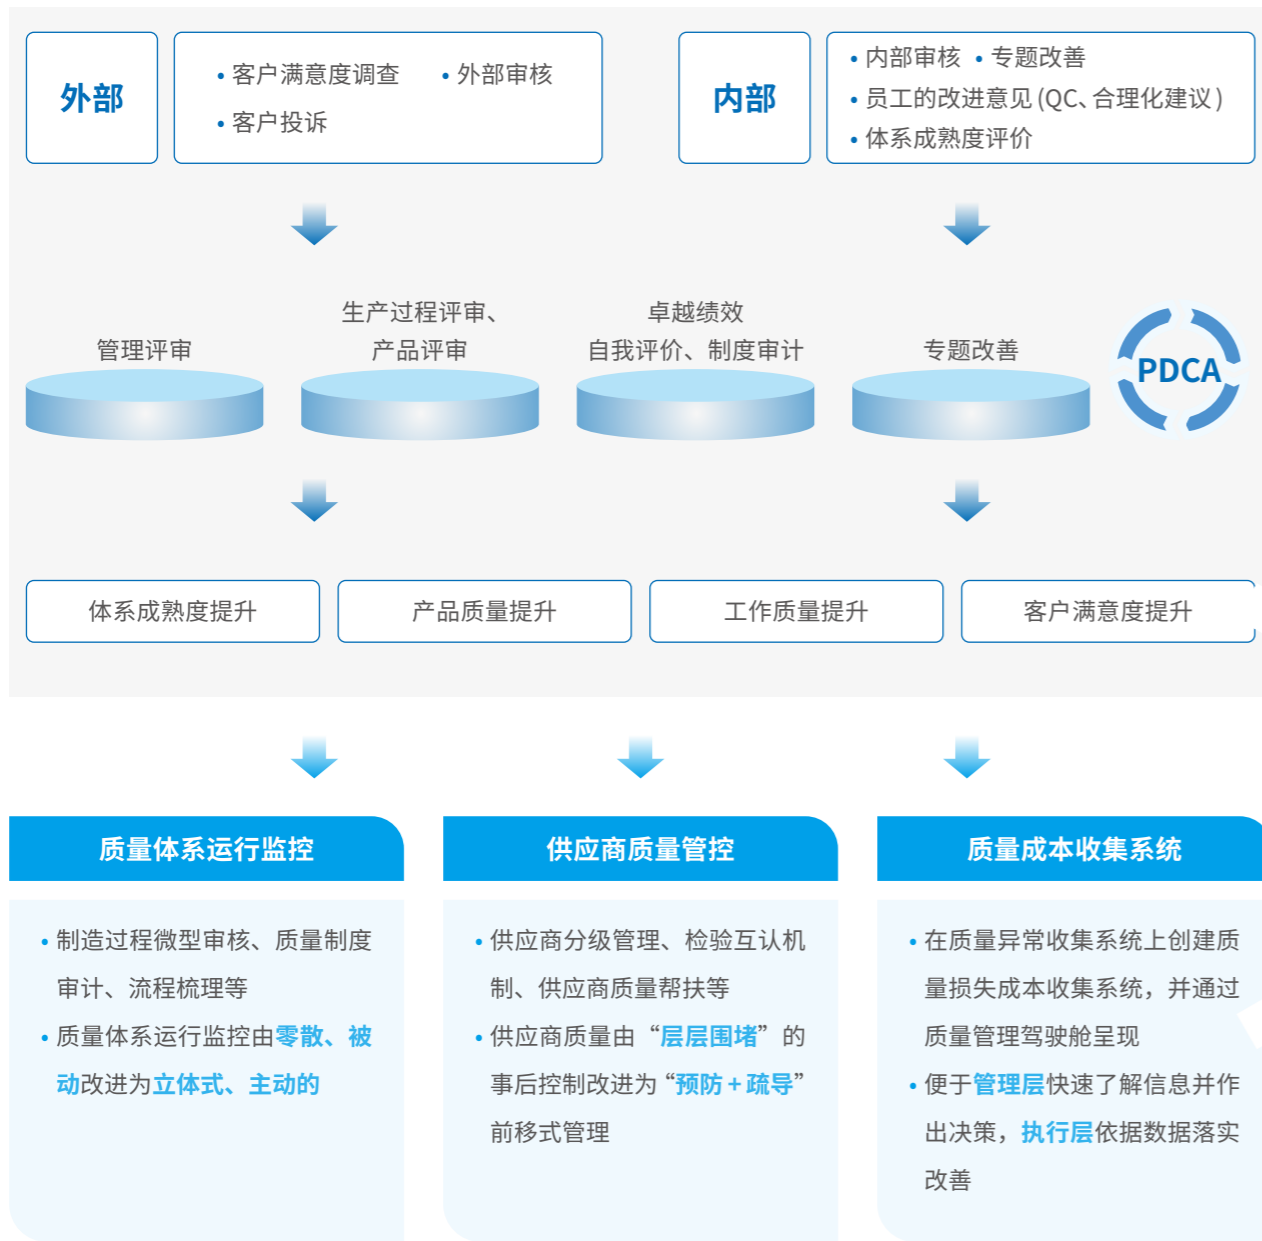 外部
• 客户满意度调查 • 外部审核
• 客户投诉
内部
• 内部审核 • 专题改善
• 员工的改进意见 (QC、合理化建议 )
• 体系成熟度评价
管理评审
生产过程评审、
产品评审
卓越绩效
自我评价、制度审计
专题改善
PDCA
体系成熟度提升
产品质量提升
工作质量提升
客户满意度提升
质量体系运行监控
• 制造过程微型审核、质量制度
审计、流程梳理等
• 质量体系运行监控由零散、被
动改进为立体式、主动的
供应商质量管控
• 供应商分级管理、检验互认机
制、供应商质量帮扶等
• 供应商质量由“层层围堵”的
事后控制改进为“预防 + 疏导”
前移式管理
质量成本收集系统
• 在质量异常收集系统上创建质
量损失成本收集系统，并通过
质量管理驾驶舱呈现
• 便于管理层快速了解信息并作
出决策，执行层依据数据落实
改善